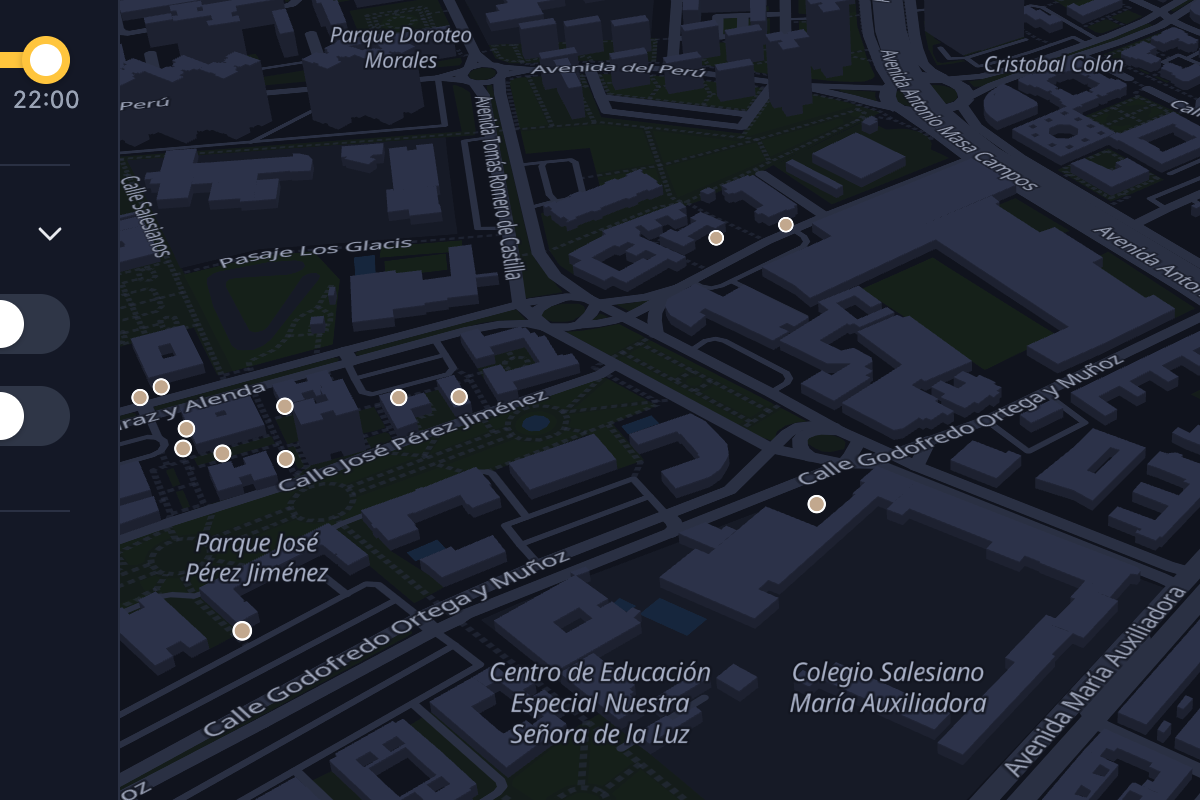 22:00
Parque Doroteo
Morales
Avenida del Perú
Cristobal Colón
Perú
Avenida Antonio Masa Campos
Avenida Tomás Romero de Castilla
Calle Salesianos
Pasaje Los Glacis
raz y Alenda
Calle José Pérez Jiménez
Calle Godofredo Ortega y Muñoz
Parque José
Pérez Jiménez
Calle Godofredo Ortega y Muñoz
Centro de Educación
Especial Nuestra
Señora de la Luz
Colegio Salesiano
María Auxiliadora
Avenida María Auxiliadora
oz